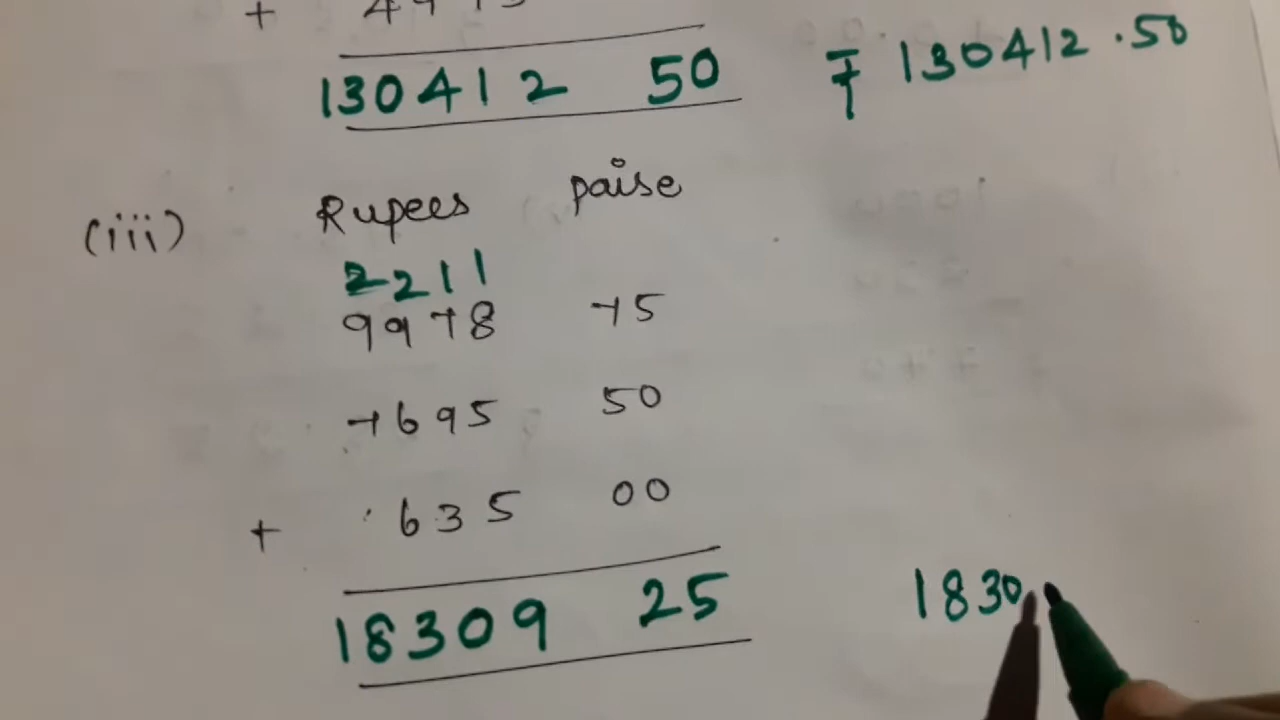 +
130412 50 ₹ 130412.50
(iii) Rupees paise
2211
9978 75
7695 50
+ 635 00
18309 25 1830